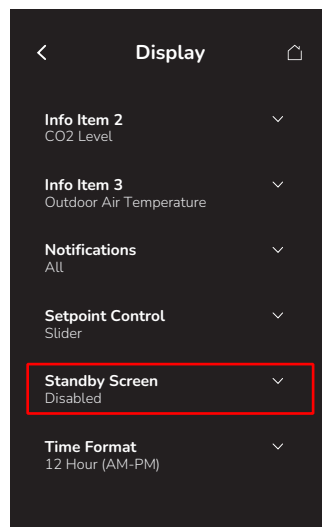 Display
Info Item 2
CO2 Level
Info Item 3
Outdoor Air Temperature
Notifications
All
Setpoint Control
Slider
Standby Screen
Disabled
Time Format
12 Hour (AM-PM)